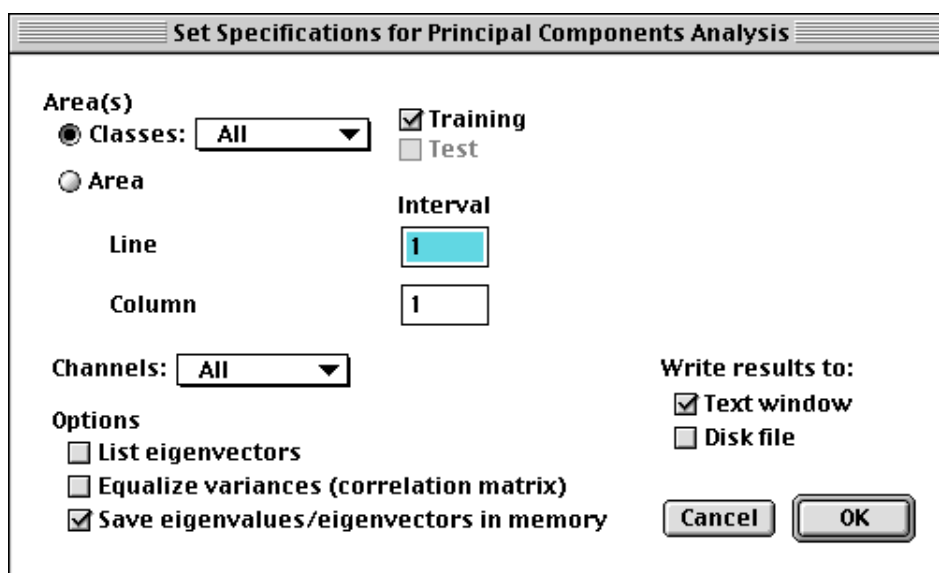 Set Specifications for Principal Components Analysis
Area(s)
Classes: All
Training
Test
Area
Interval
Line 1
Column 1
Channels: All
Write results to:
Text window
Disk file
Options
List eigenvectors
Equalize variances (correlation matrix)
Save eigenvalues/eigenvectors in memory
Cancel OK